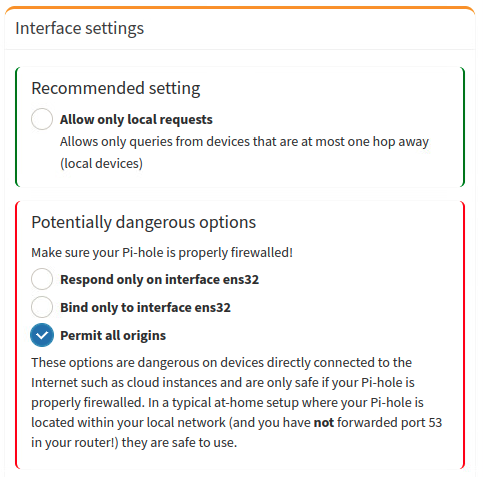 Interface settings
Recommended setting
Allow only local requests
Allows only queries from devices that are at most one hop away
(local devices)
Potentially dangerous options
Make sure your Pi-hole is properly firewalled!
Respond only on interface ens32
Bind only to interface ens32
Permit all origins
These options are dangerous on devices directly connected to the
Internet such as cloud instances and are only safe if your Pi-hole is
properly firewalled. In a typical at-home setup where your Pi-hole is
located within your local network (and you have not forwarded port 53
in your router!) they are safe to use.